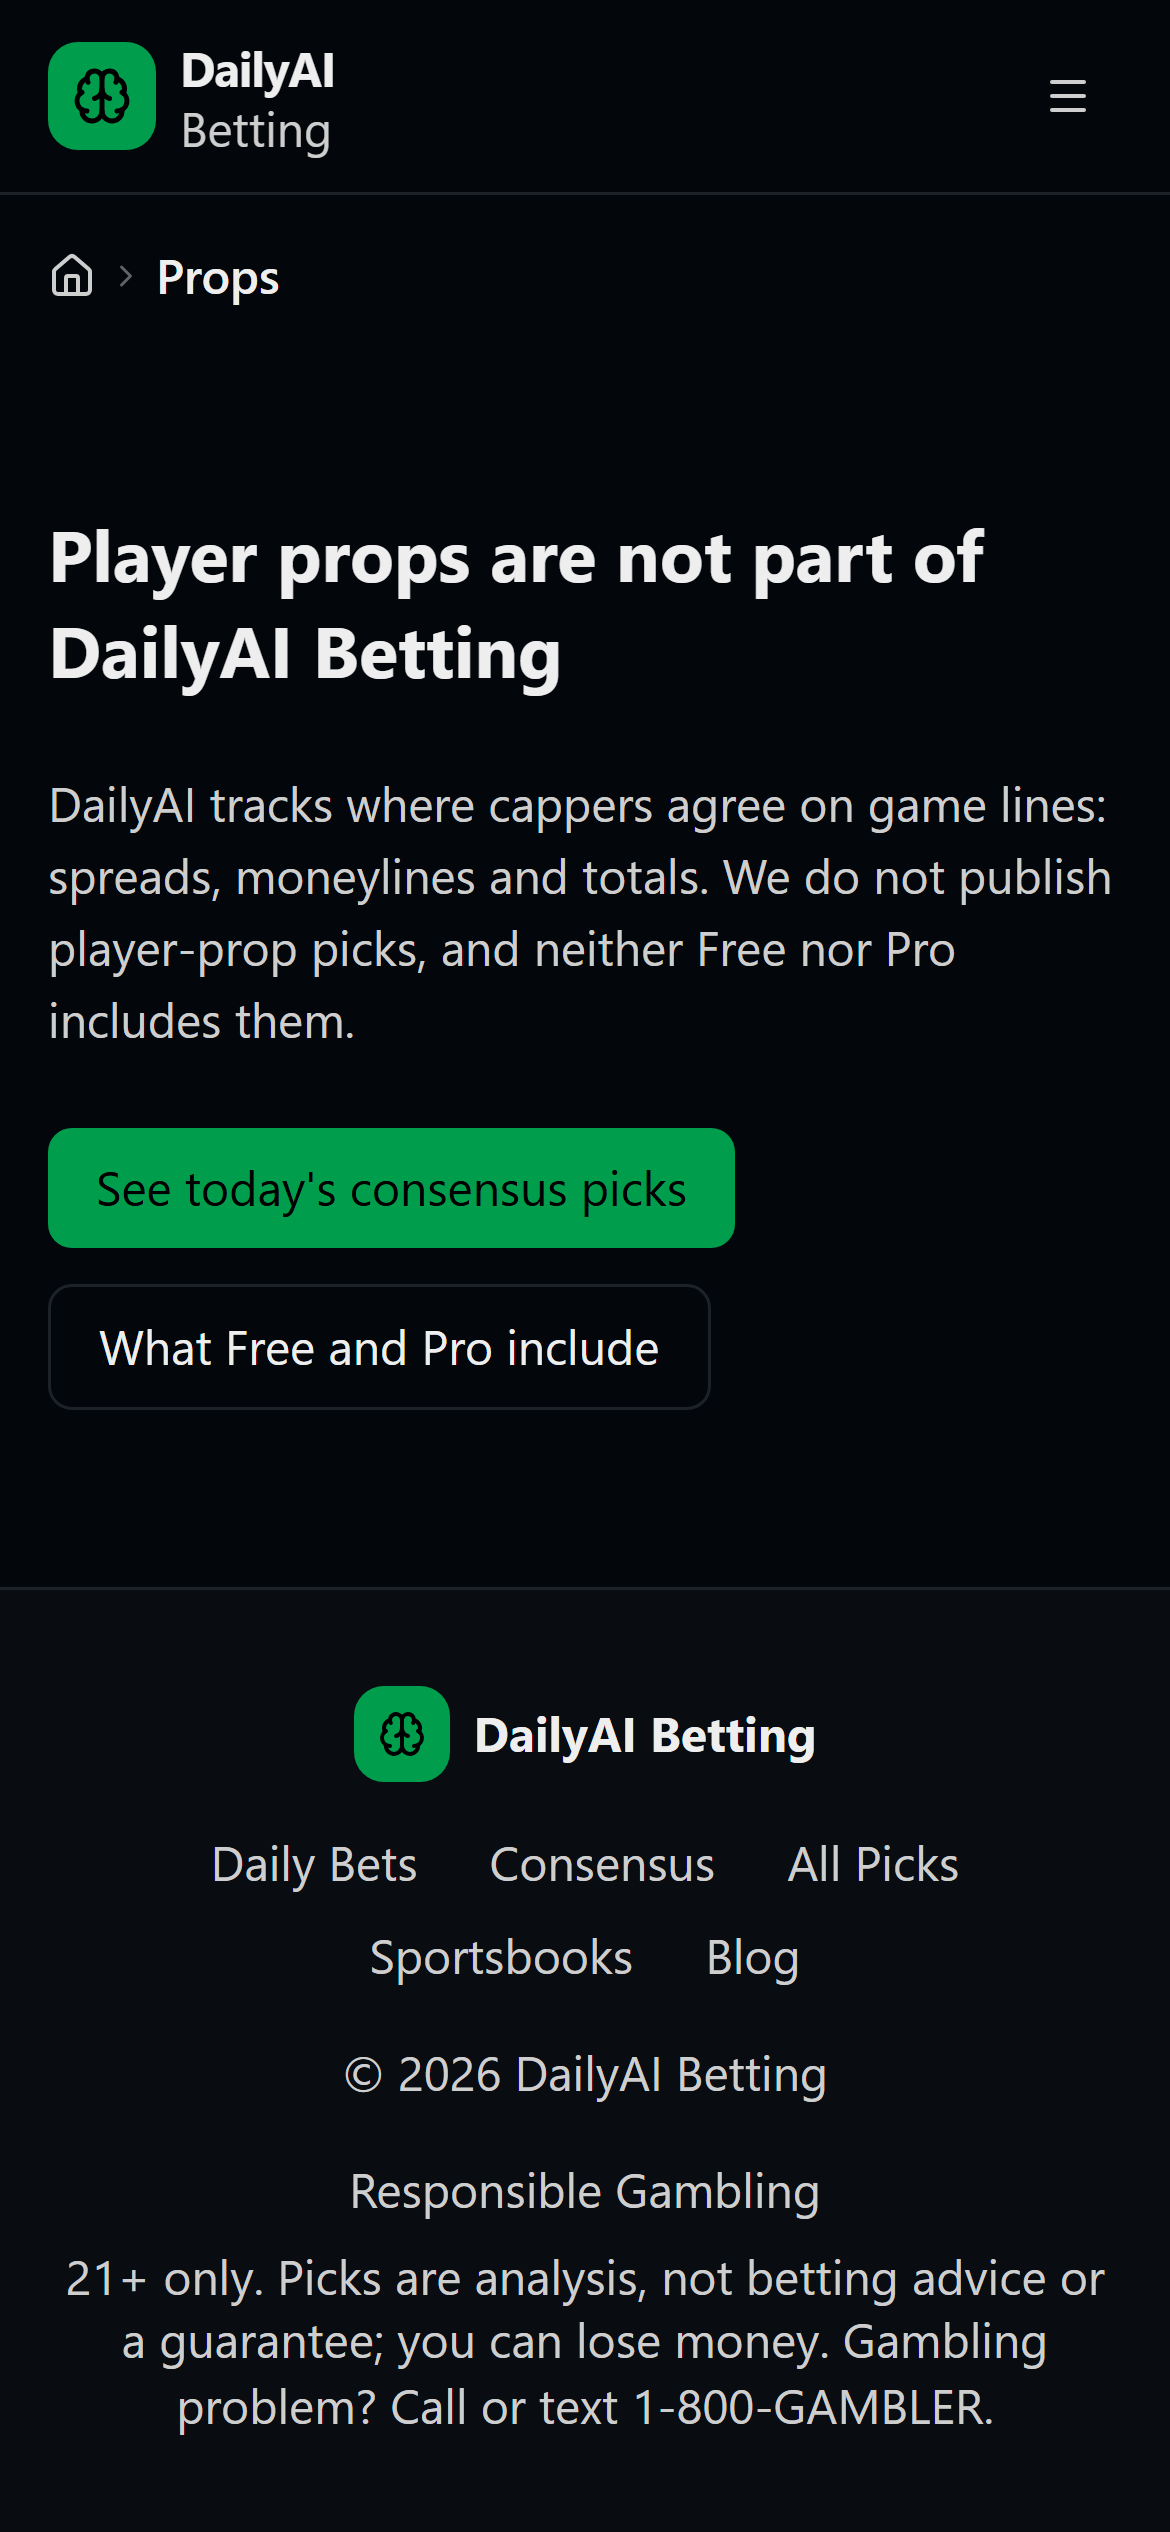 DailyAI
Betting
Props
Player props are not part of
DailyAI Betting
DailyAI tracks where cappers agree on game lines:
spreads, moneylines and totals. We do not publish
player-prop picks, and neither Free nor Pro
includes them.
See today's consensus picks
What Free and Pro include
DailyAI Betting
Daily Bets Consensus All Picks
Sportsbooks Blog
© 2026 DailyAI Betting
Responsible Gambling
21+ only. Picks are analysis, not betting advice or
a guarantee; you can lose money. Gambling
problem? Call or text 1-800-GAMBLER.